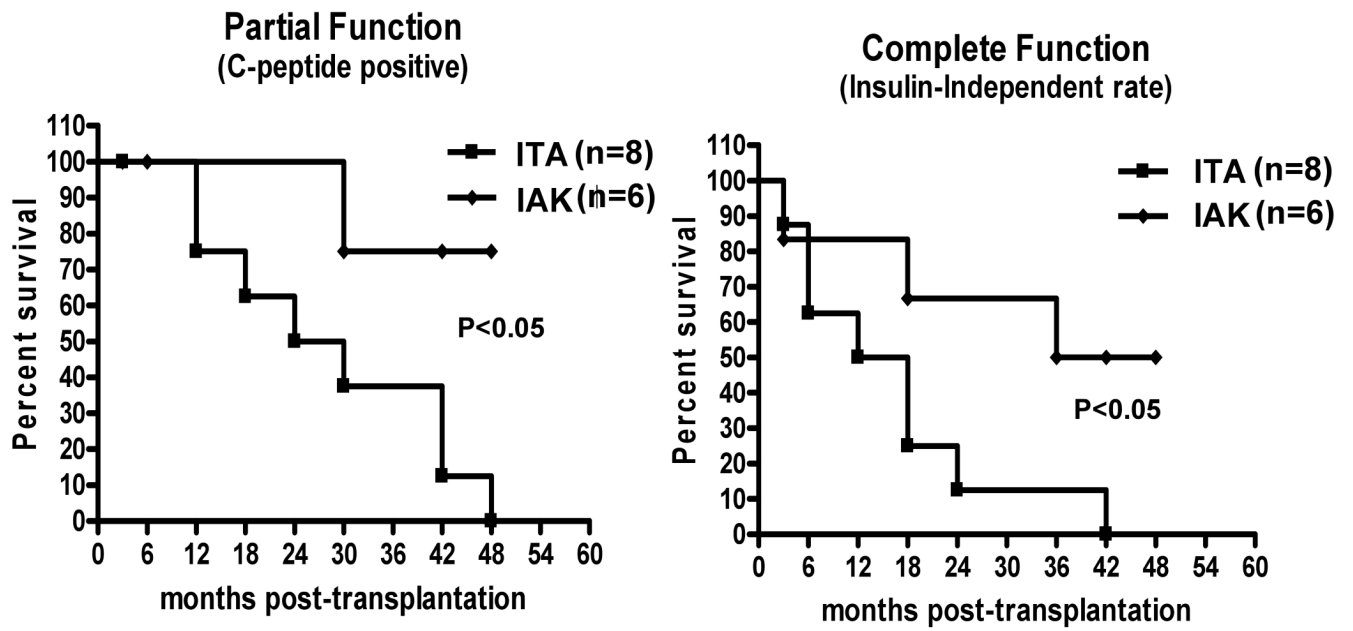 Partial Function
(C-peptide positive)
110
100
90
80
70
60
50
40
30
20
10
0
Percent survival
ITA (n=8)
IAK (n=6)
P<0.05
0 6 12 18 24 30 36 42 48 54 60
months post-transplantation
Complete Function
(Insulin-Independent rate)
110
100
90
80
70
60
50
40
30
20
10
0
Percent survival
ITA (n=8)
IAK (n=6)
P<0.05
0 6 12 18 24 30 36 42 48 54 60
months post-transplantation